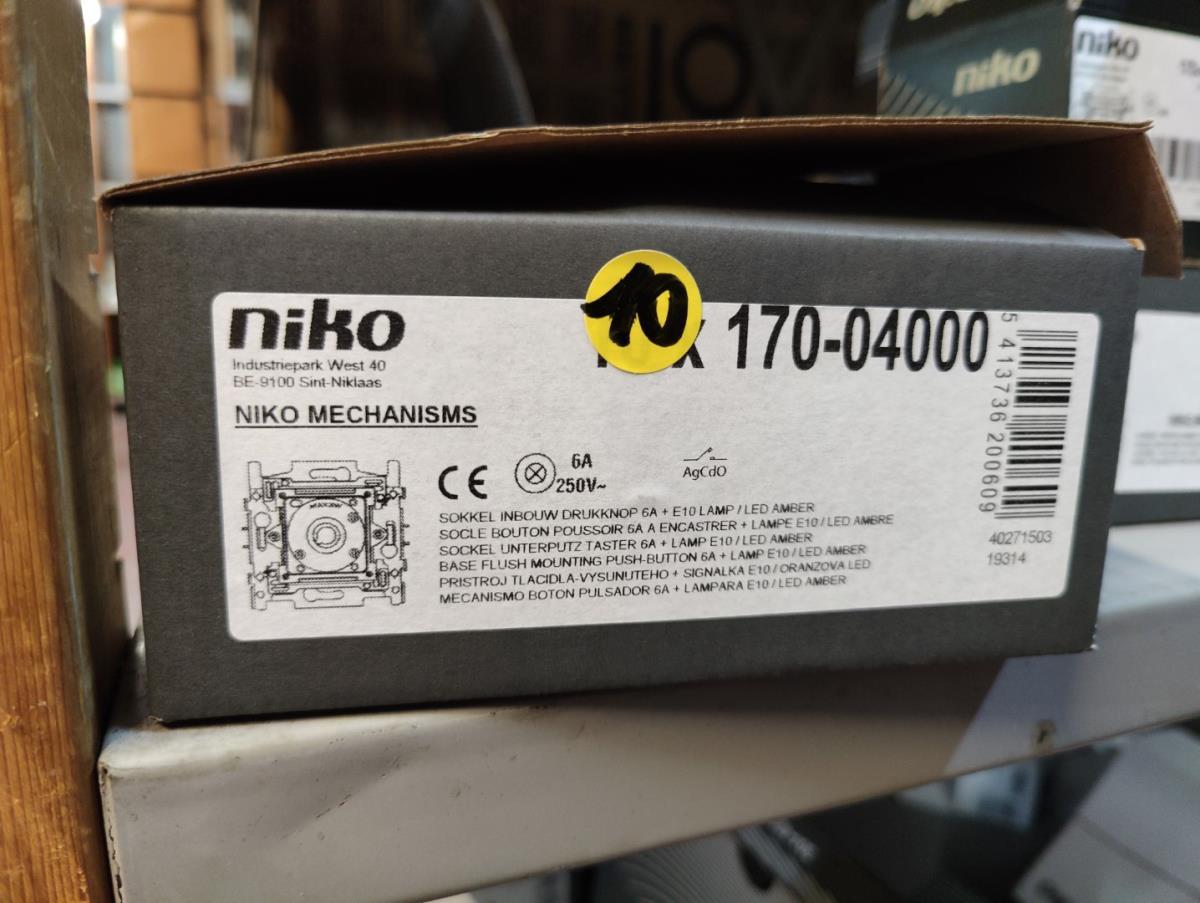 niko
niko
niko
10
x 170-04000
Industriepark West 40
BE-9100 Sint-Niklaas
NIKO MECHANISMS
6A
250V~
AgCdO
CE
SOKKEL INBOUW DRUKKNOP 6A + E10 LAMP / LED AMBER
SOCLE BOUTON POUSSOIR 6A A ENCASTRER + LAMPE E10 / LED AMBRE
SOCKEL UNTERPUTZ TASTER 6A + LAMP E10 / LED AMBER
BASE FLUSH MOUNTING PUSH-BUTTON 6A + LAMP E10 / LED AMBER
PRISTROJ TLACIDLA-VYSUNUTEHO + SIGNALKA E10 / ORANZOVA LED
MECANISMO BOTON PULSADOR 6A + LAMPARA E10 / LED AMBER
5 413736 200609
40271503
19314